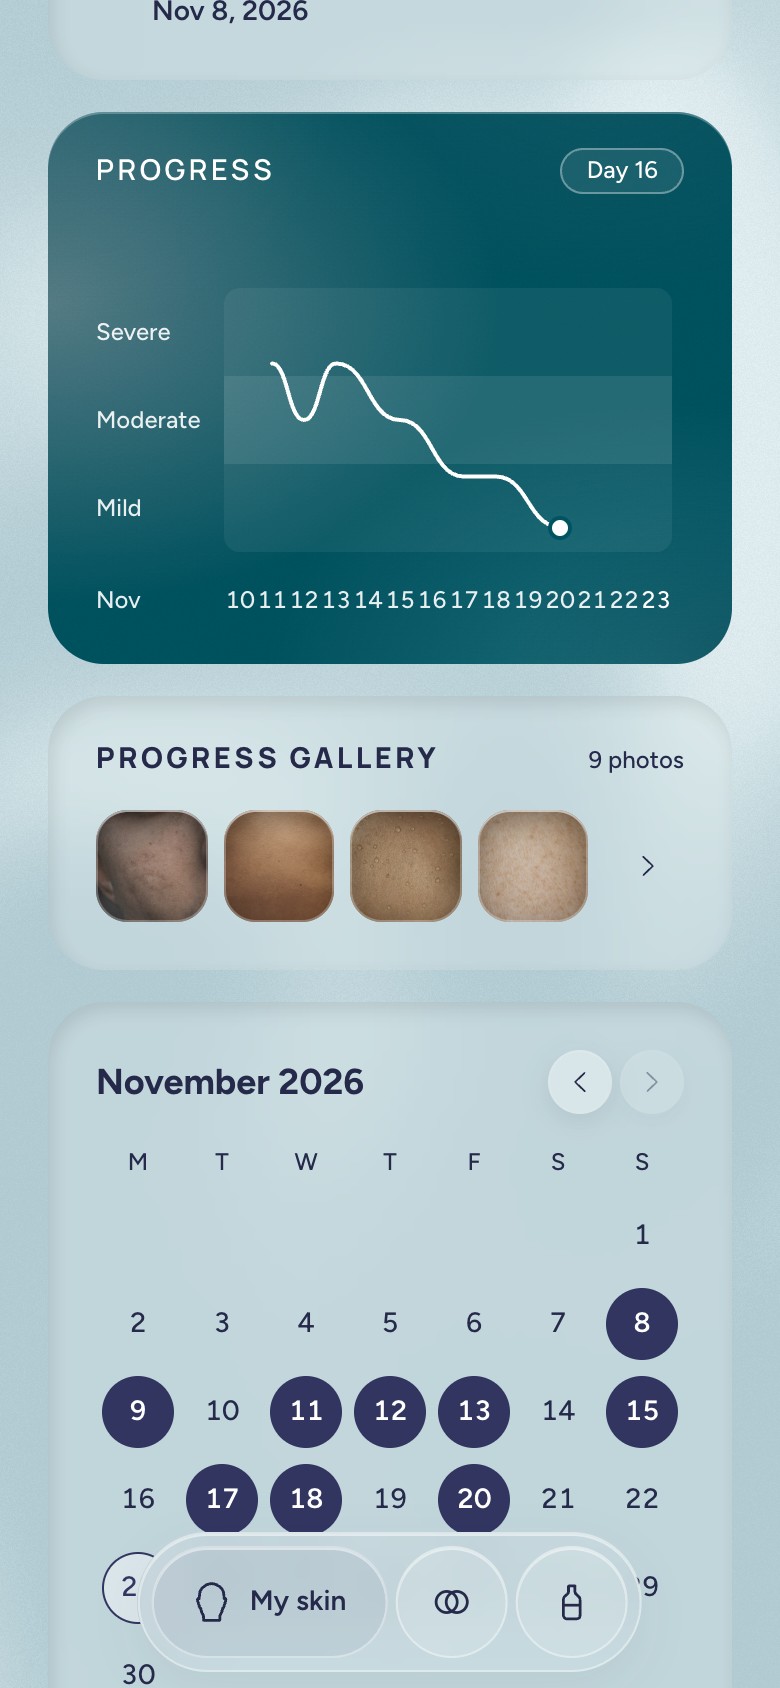 Nov 8, 2026
PROGRESS
Day 16
Severe
Moderate
Mild
Nov 10 11 12 13 14 15 16 17 18 19 20 21 22 23
PROGRESS GALLERY
9 photos
November 2026
M T W T F S S
1
2 3 4 5 6 7 8
9 10 11 12 13 14 15
16 17 18 19 20 21 22
My skin
30